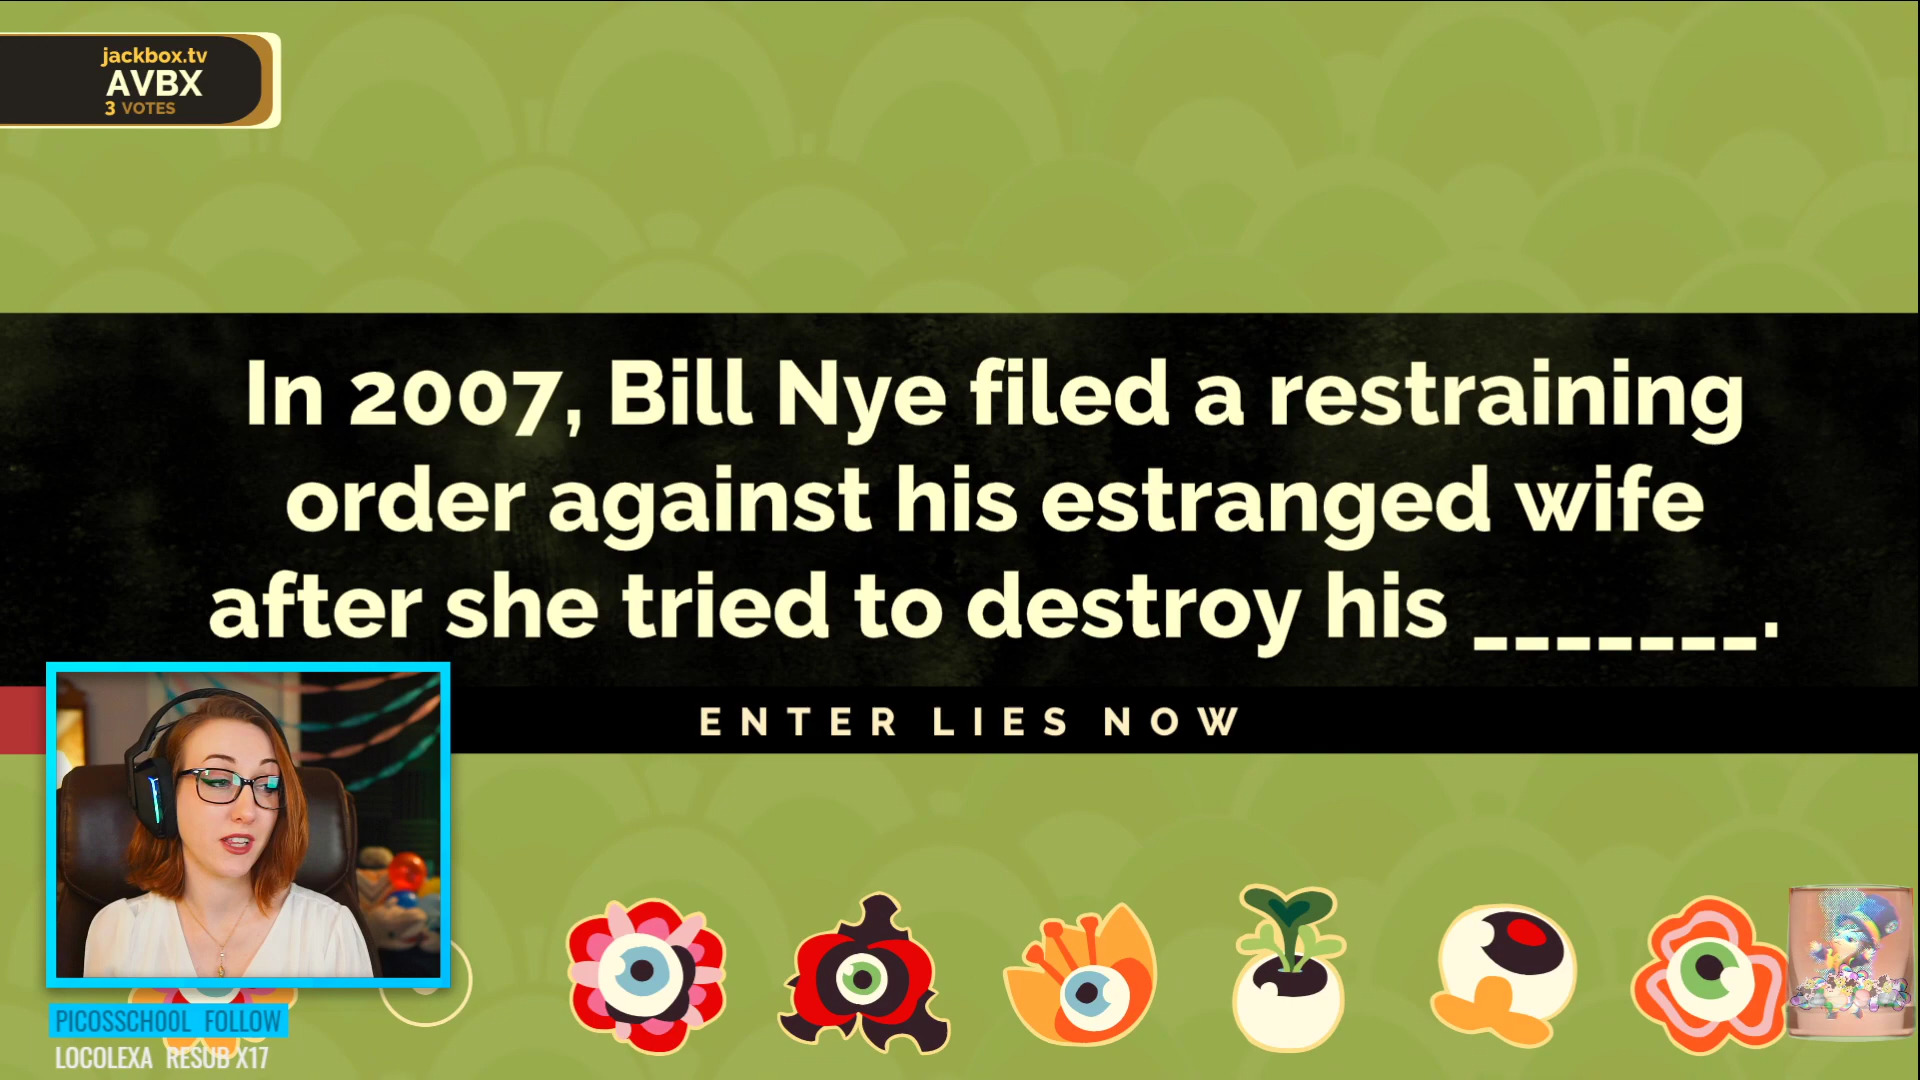 jackbox.tv
AVBX
3 VOTES
In 2007, Bill Nye filed a restraining
order against his estranged wife
after she tried to destroy his _______.
ENTER LIES NOW
PICOSSCHOOL FOLLOW
LOCOLEXA RESUB X17